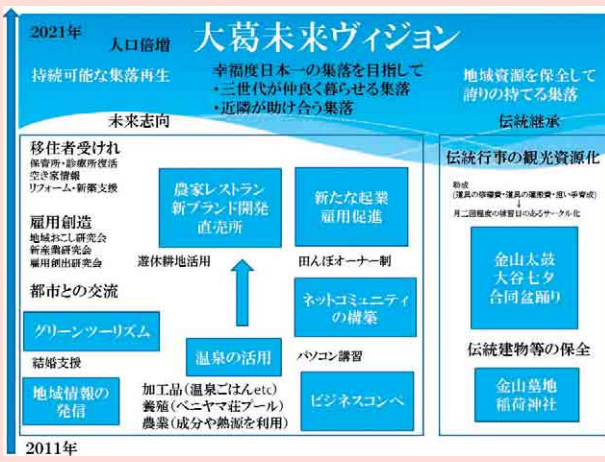 2021年
人口倍増
大葛未来ヴィジョン
持続可能な集落再生
幸福度日本一の集落を目指して
・三世代が仲良く暮らせる集落
・近隣が助け合う集落
地域資源を保全して
誇りの持てる集落
未来志向
伝統継承
移住者受けれ
保育所・診療所復活
空き家情報
リフォーム・新築支援
雇用創造
地域おこし研究会
新産業研究会
雇用創出研究会
都市との交流
グリーンツーリズム
結婚支援
地域情報の
発信
農家レストラン
新ブランド開発
直売所
遊休耕地活用
温泉の活用
加工品(温泉ごはんetc)
養殖(ベニヤマ荘プール)
農業(成分や熱源を利用)
新たな起業
雇用促進
田んぼオーナー制
ネットコミュニティ
の構築
パソコン講習
ビジネスコンペ
伝統行事の観光資源化
助成
(道具の修繕費・道具の運搬費・担い手育成)
月二回程度の練習日のあるサークル化
金山太鼓
大谷七夕
合同盆踊り
伝統建物等の保全
金山墓地
稲荷神社
2011年